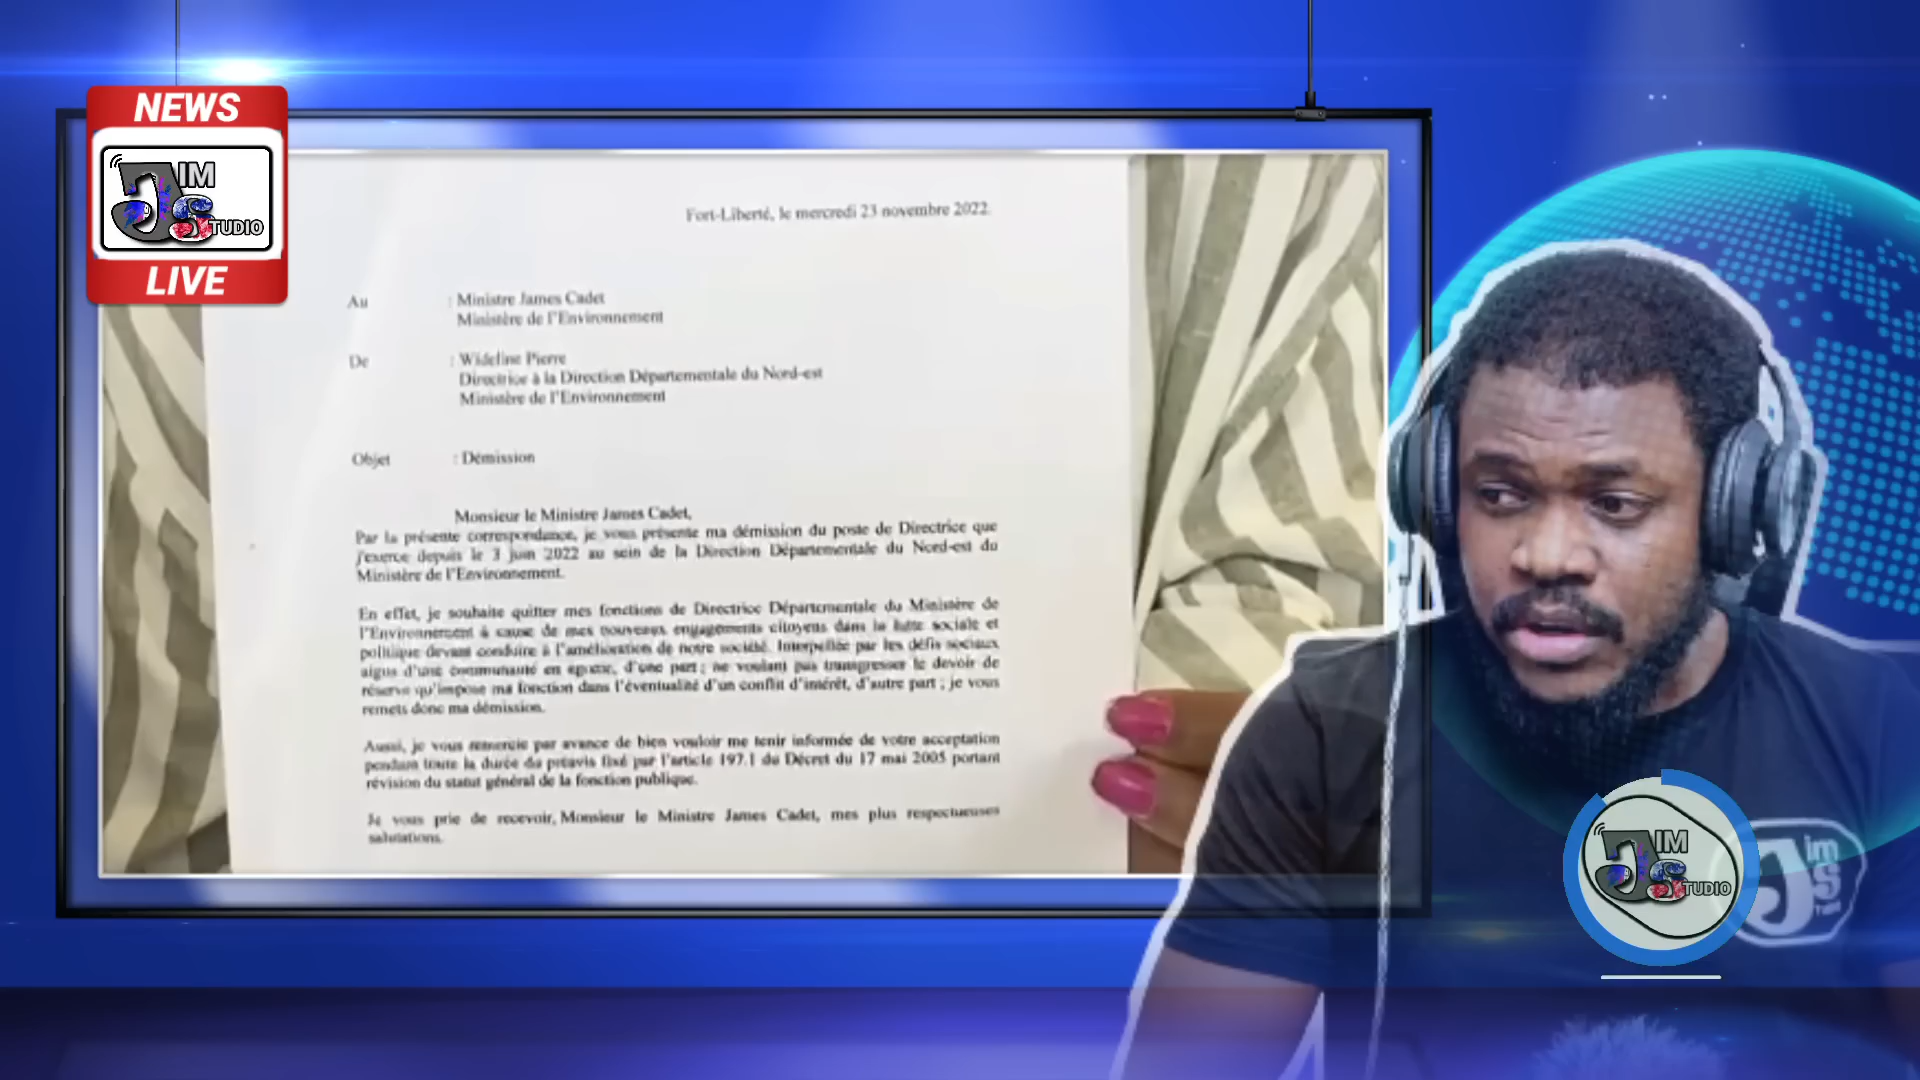 NEWS
JIM
STUDIO
LIVE
Fort-Liberté, le mercredi 23 novembre 2022.
Au : Ministre James Cadet
Ministère de l'Environnement
De : Wideline Pierre
Directrice à la Direction Départementale du Nord-est
Ministère de l'Environnement
Objet : Démission
Monsieur le Ministre James Cadet,
Par la présente correspondance, je vous présente ma démission du poste de Directrice que
j'exerce depuis le 3 juin 2022 au sein de la Direction Départementale du Nord-est du
Ministère de l'Environnement.
En effet, je souhaite quitter mes fonctions de Directrice Départementale du Ministère de
l'Environnement à cause de mes nouveaux engagements citoyens dans la lutte sociale et
politique devant conduire à l'amélioration de notre société. Interpellée par les défis sociaux
aigus d'une communauté en d'une part ; ne voulant pas transgresser le devoir de
réserve qu'impose ma fonction dans l'éventualité d'un conflit d'intérêt, d'autre part ; je vous
remets donc ma démission.
Aussi, je vous remercie par avance de bien vouloir me tenir informée de votre acceptation
pendant toute la durée du préavis fixé par l'article 197.1 du Décret du 17 mai 2005 portant
révision du statut général de la fonction publique.
Je vous prie de recevoir, Monsieur le Ministre James Cadet, mes plus respectueuses
salutations.
JIM
STUDIO
Jim